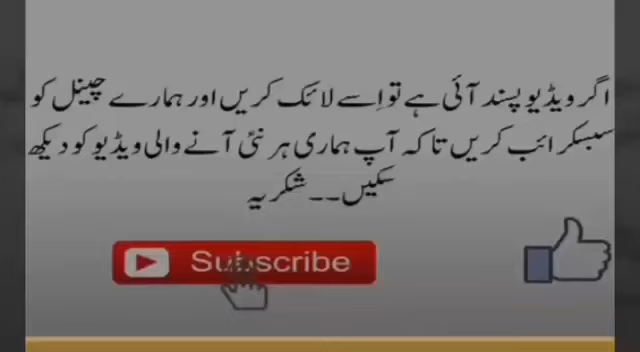 اگر ویڈیو پسند آئی ہے تو اِسے لائک کریں اور ہمارے چینل کو
سبسکرائب کریں تاکہ آپ ہماری ہر نئی آنے والی ویڈیو کو دیکھ
سکیں۔۔ شکریہ
Subscribe